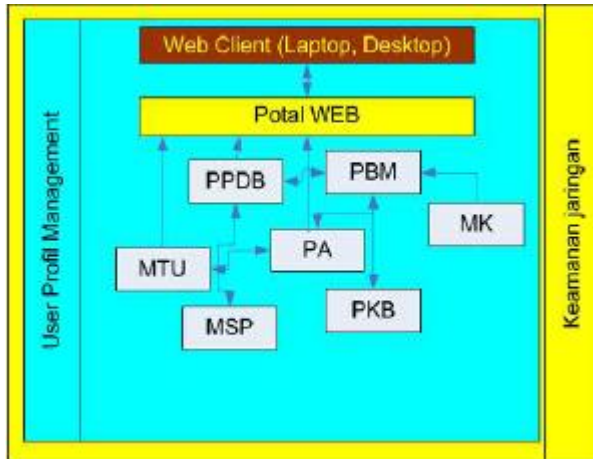 Web Client (Laptop, Desktop)
Potal WEB
PPDB
PBM
MK
PA
MTU
MSP
PKB
User Profil Management
Keamanan jaringan